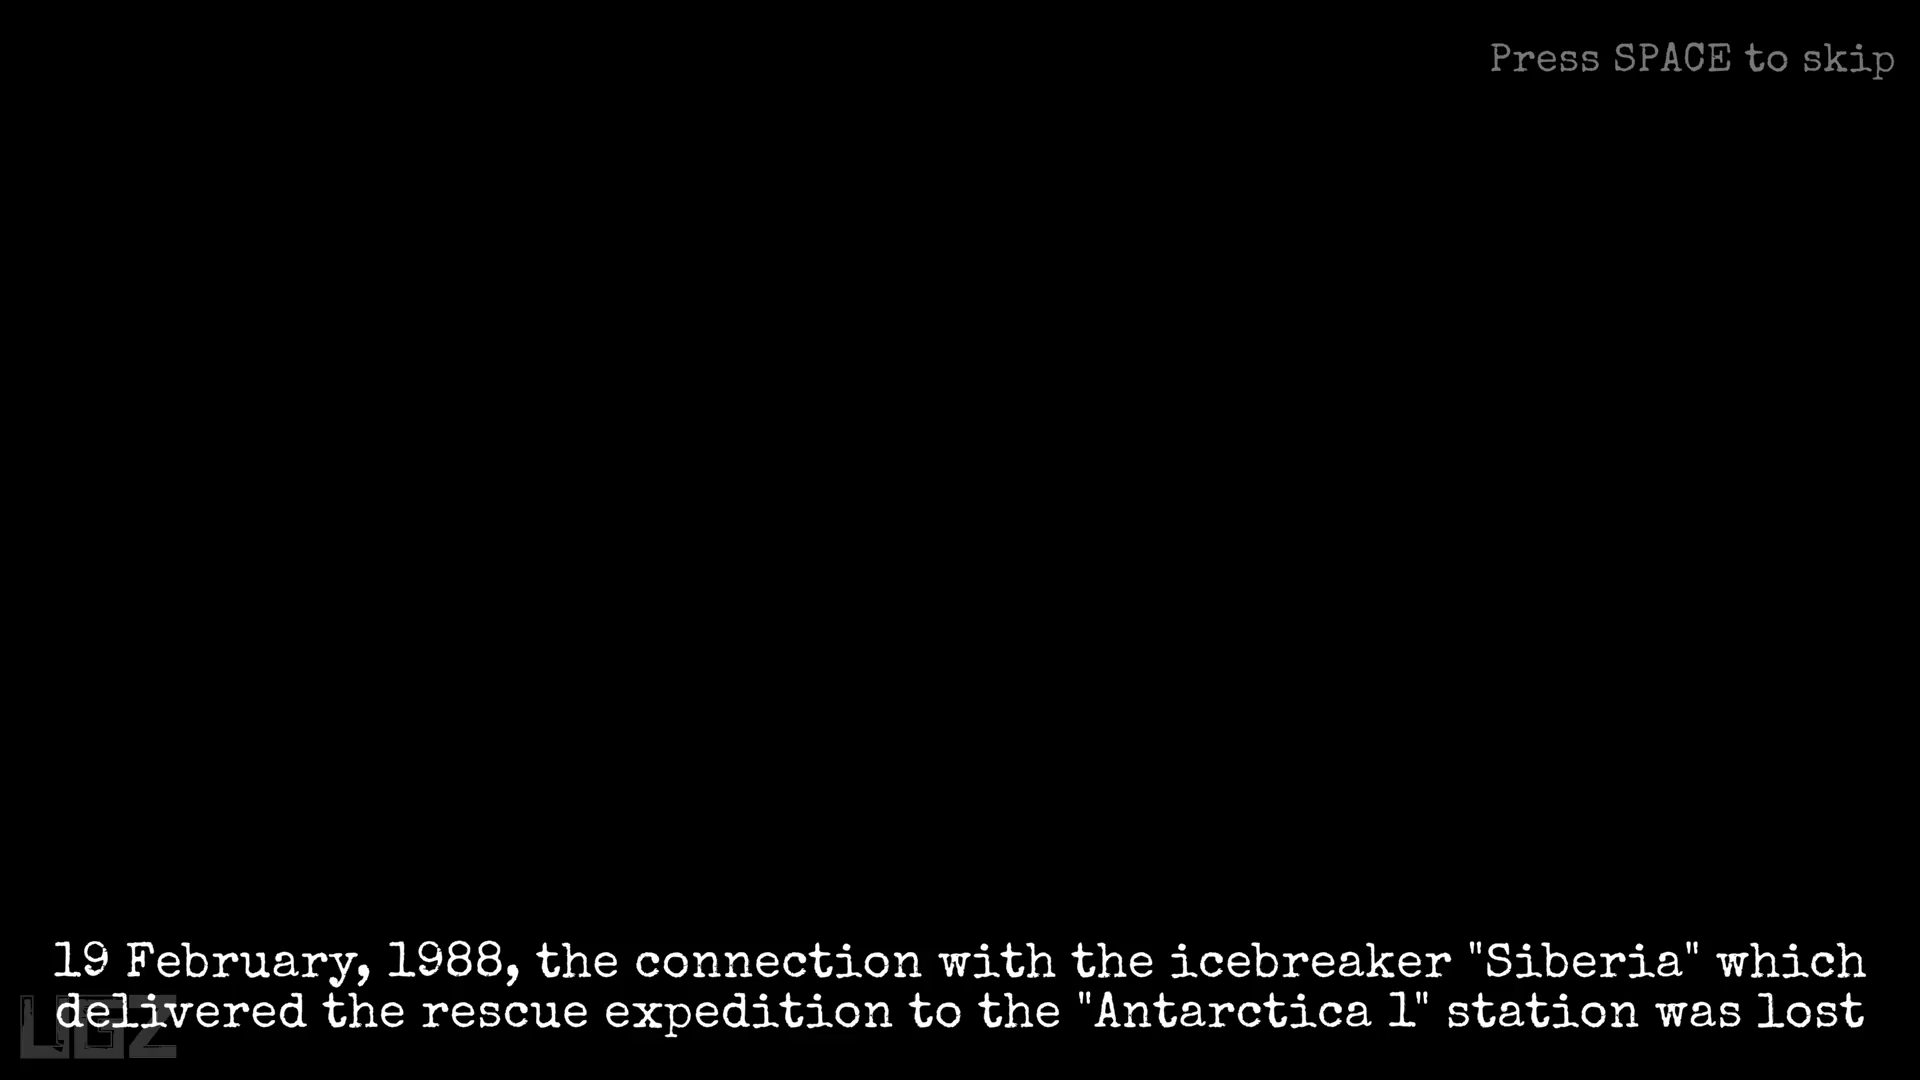 Press SPACE to skip
19 February, 1988, the connection with the icebreaker "Siberia" which
delivered the rescue expedition to the "Antarctica 1" station was lost
UGZ